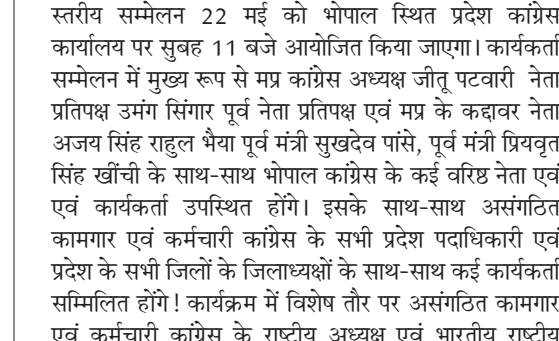 स्तरीय सम्मेलन 22 मई को भोपाल स्थित प्रदेश कांग्रेस
कार्यालय पर सुबह 11 बजे आयोजित किया जाएगा। कार्यकर्ता
सम्मेलन में मुख्य रूप से मप्र कांग्रेस अध्यक्ष जीतू पटवारी नेता
प्रतिपक्ष उमंग सिंगार पूर्व नेता प्रतिपक्ष एवं मप्र के कद्दावर नेता
अजय सिंह राहुल भैया पूर्व मंत्री सुखदेव पांसे, पूर्व मंत्री प्रियवृत
सिंह खींची के साथ-साथ भोपाल कांग्रेस के कई वरिष्ठ नेता एवं
एवं कार्यकर्ता उपस्थित होंगे। इसके साथ-साथ असंगठित
कामगार एवं कर्मचारी कांग्रेस के सभी प्रदेश पदाधिकारी एवं
प्रदेश के सभी जिलों के जिलाध्यक्षों के साथ-साथ कई कार्यकर्ता
सम्मिलित होंगे! कार्यक्रम में विशेष तौर पर असंगठित कामगार
एवं कर्मचारी कांग्रेस के राष्ट्रीय अध्यक्ष एवं भारतीय राष्ट्रीय